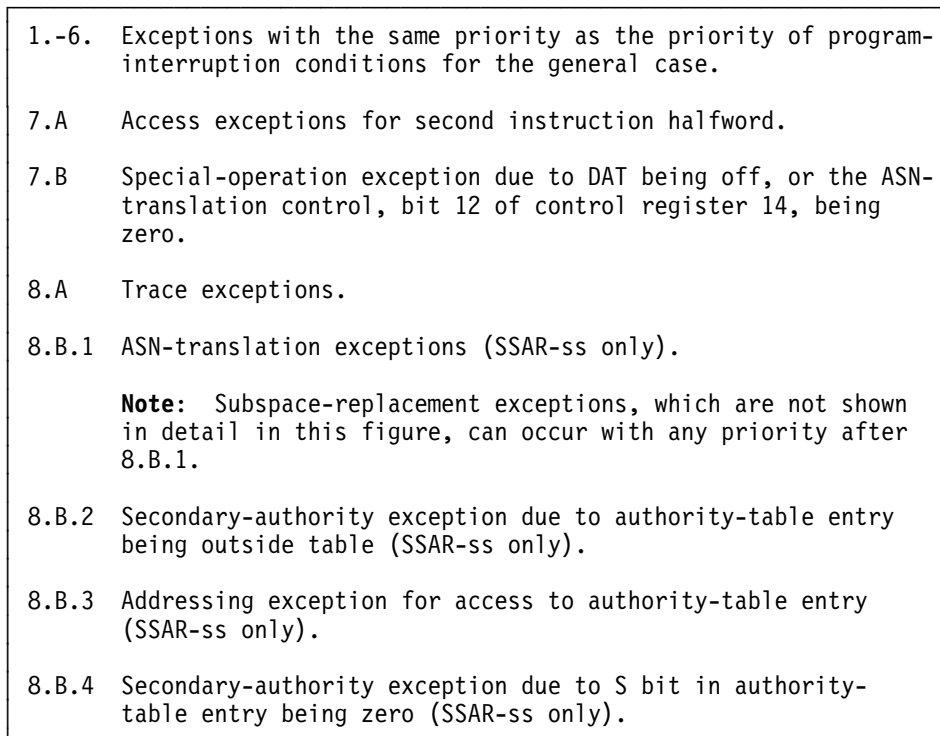 1.-6. Exceptions with the same priority as the priority of program-
interruption conditions for the general case.
7.A Access exceptions for second instruction halfword.
7.B Special-operation exception due to DAT being off, or the ASN-
translation control, bit 12 of control register 14, being
zero.
8.A Trace exceptions.
8.B.1 ASN-translation exceptions (SSAR-ss only).
Note: Subspace-replacement exceptions, which are not shown
in detail in this figure, can occur with any priority after
8.B.1.
8.B.2 Secondary-authority exception due to authority-table entry
being outside table (SSAR-ss only).
8.B.3 Addressing exception for access to authority-table entry
(SSAR-ss only).
8.B.4 Secondary-authority exception due to S bit in authority-
table entry being zero (SSAR-ss only).